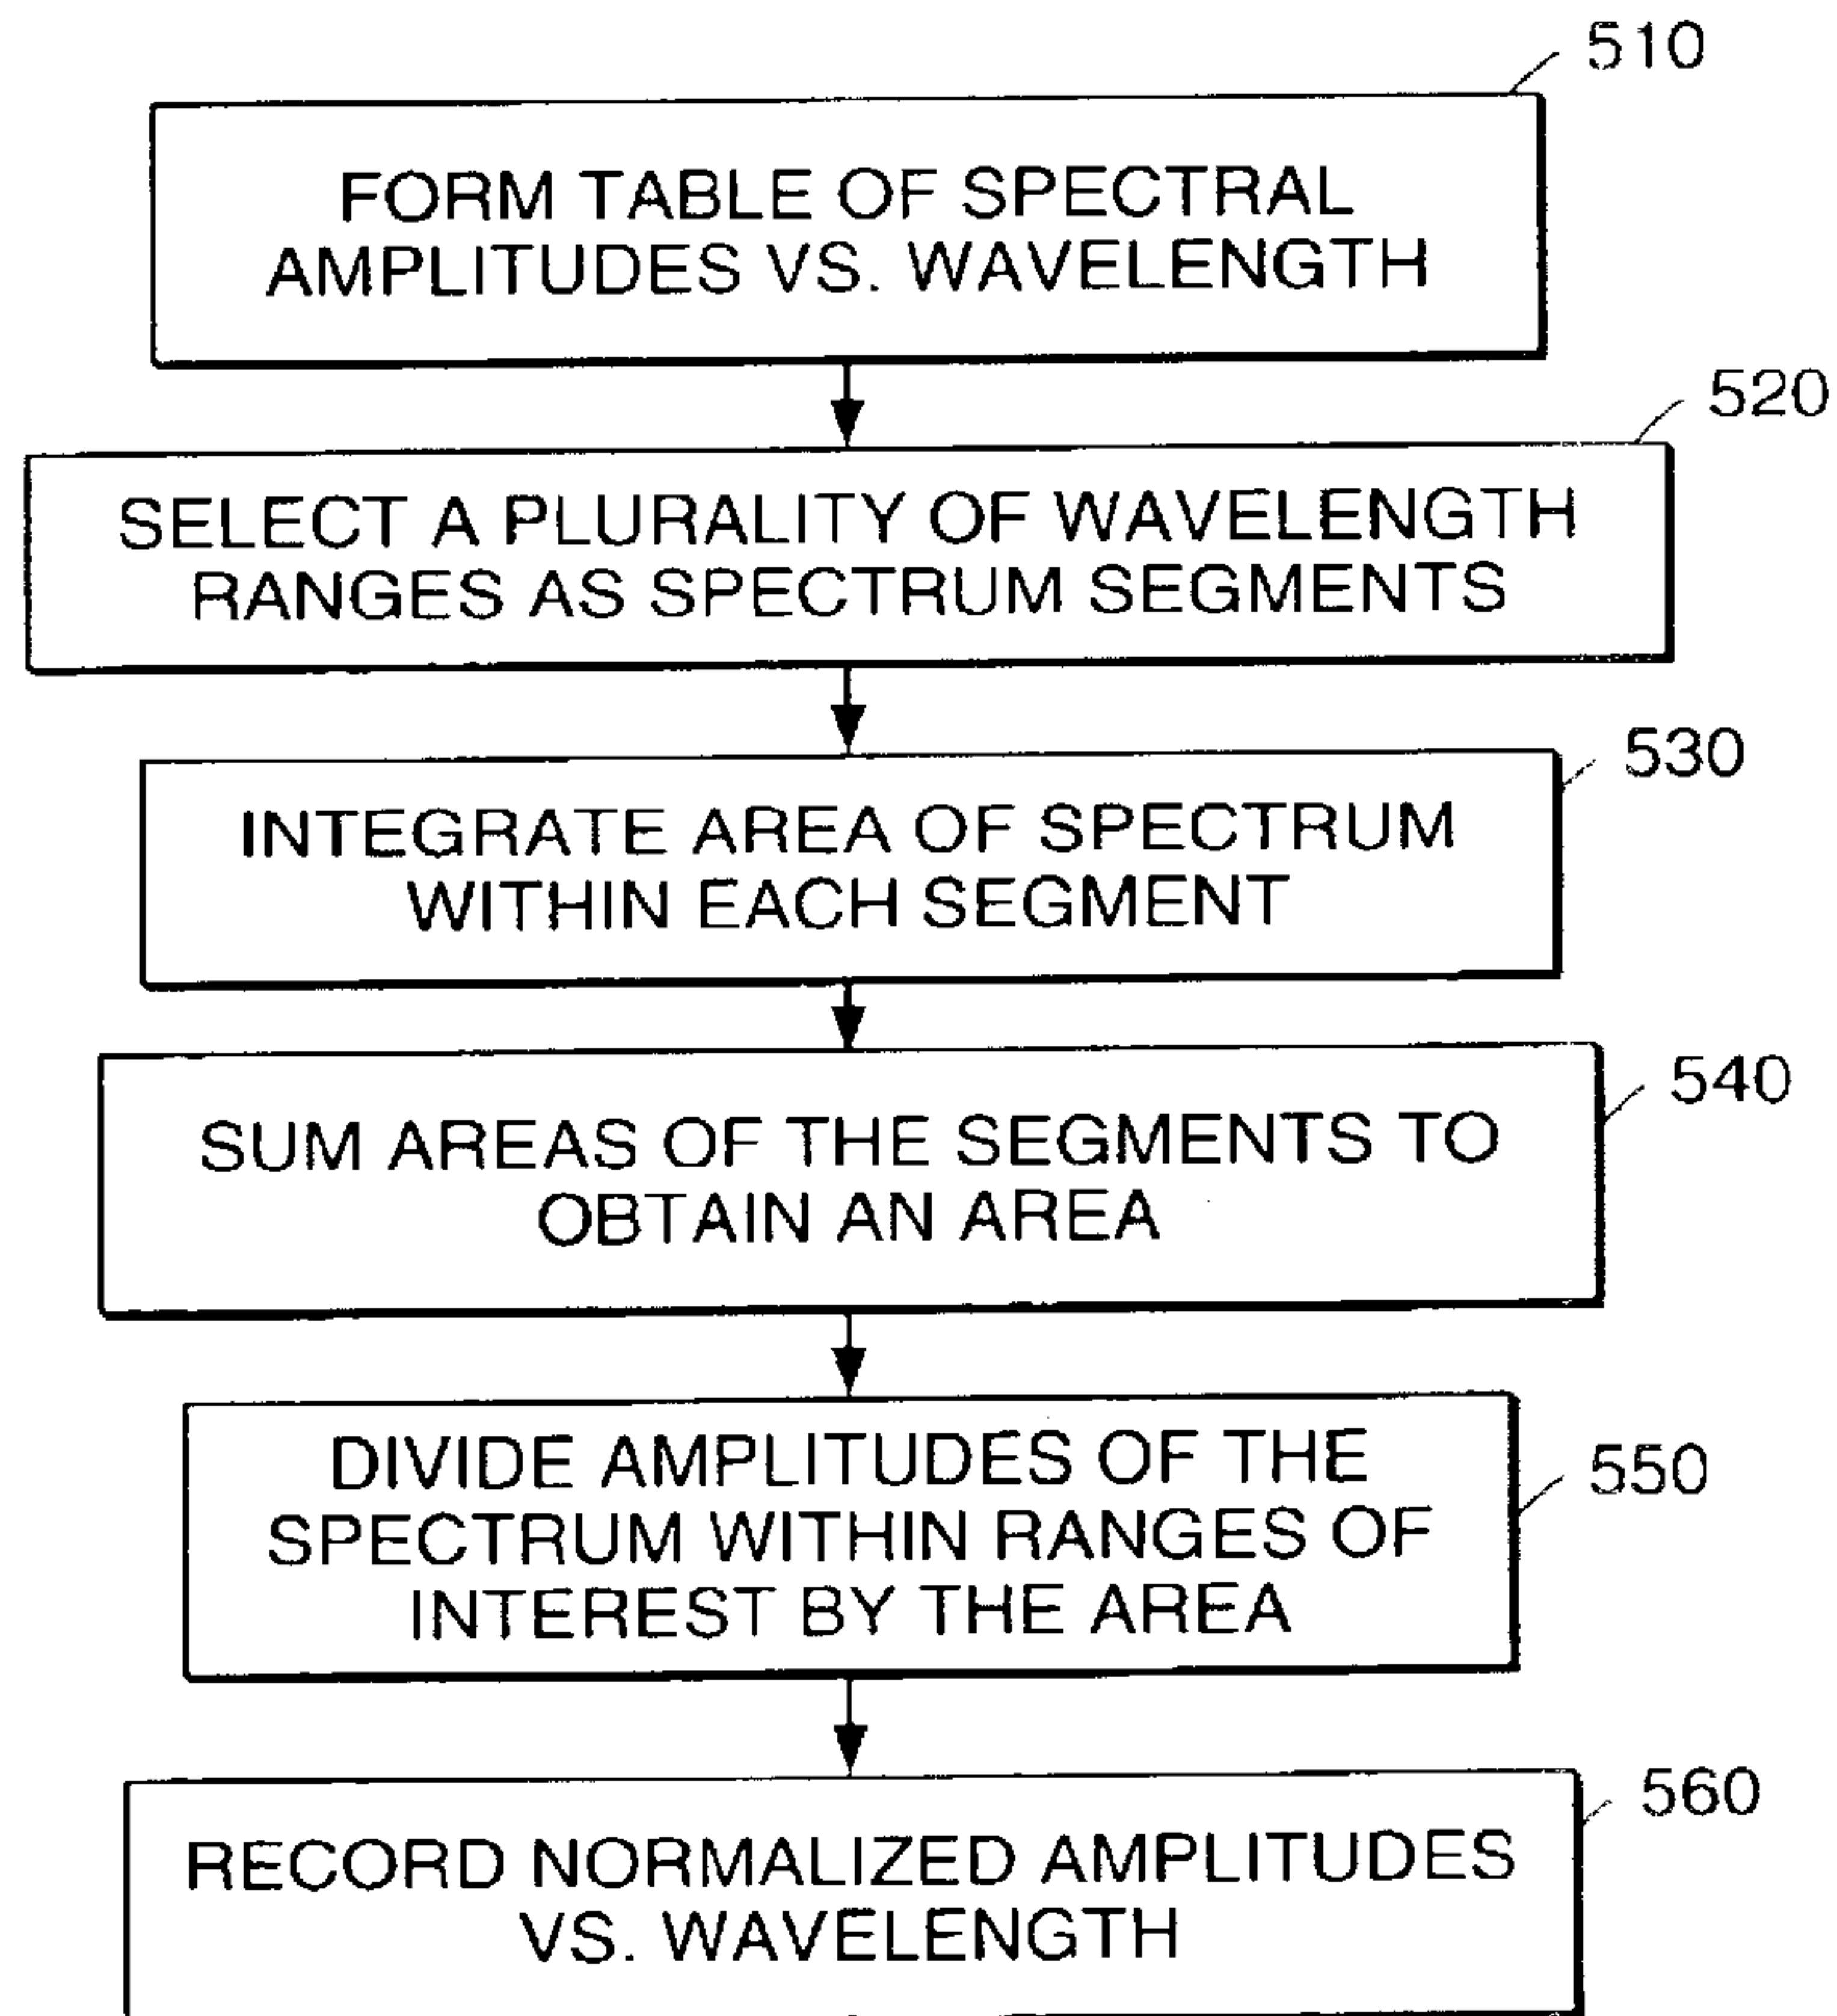 510
FORM TABLE OF SPECTRAL
AMPLITUDES VS. WAVELENGTH
520
SELECT A PLURALITY OF WAVELENGTH
RANGES AS SPECTRUM SEGMENTS
530
INTEGRATE AREA OF SPECTRUM
WITHIN EACH SEGMENT
540
SUM AREAS OF THE SEGMENTS TO
OBTAIN AN AREA
550
DIVIDE AMPLITUDES OF THE
SPECTRUM WITHIN RANGES OF
INTEREST BY THE AREA
560
RECORD NORMALIZED AMPLITUDES
VS. WAVELENGTH